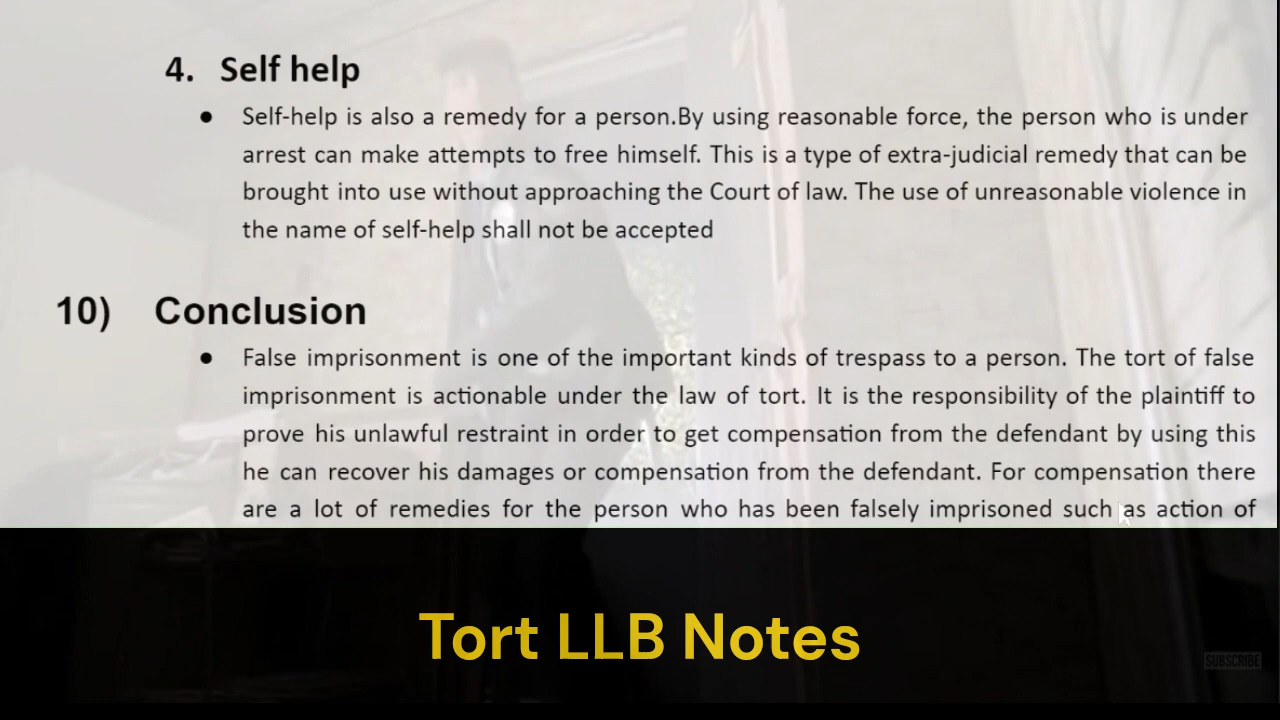 4. Self help
● Self-help is also a remedy for a person.By using reasonable force, the person who is under
arrest can make attempts to free himself. This is a type of extra-judicial remedy that can be
brought into use without approaching the Court of law. The use of unreasonable violence in
the name of self-help shall not be accepted
10) Conclusion
● False imprisonment is one of the important kinds of trespass to a person. The tort of false
imprisonment is actionable under the law of tort. It is the responsibility of the plaintiff to
prove his unlawful restraint in order to get compensation from the defendant by using this
he can recover his damages or compensation from the defendant. For compensation there
are a lot of remedies for the person who has been falsely imprisoned such as action of
Tort LLB Notes
SUBSCRIBE